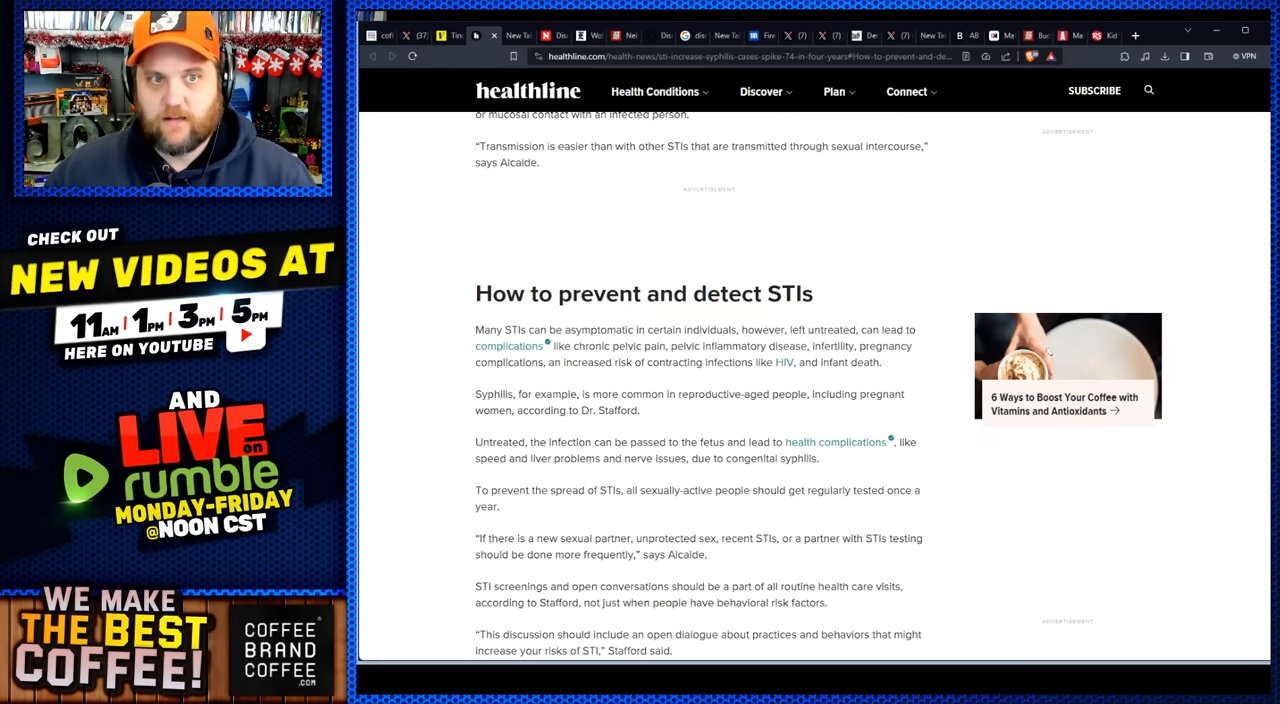 CHECK OUT
NEW VIDEOS AT
11AM | 1PM | 3PM | 5PM
HERE ON YOUTUBE
AND
LIVE on
rumble
MONDAY-FRIDAY
@NOON CST
WE MAKE
THE BEST
COFFEE!
COFFEE
BRAND
COFFEE
.COM
healthline.com/health-news/sti-increase-syphilis-cases-spike-74-in-four-years#How-to-prevent-and-de...
VPN
healthline
Health Conditions
Discover
Plan
Connect
SUBSCRIBE
or mucosal contact with an infected person.
“Transmission is easier than with other STIs that are transmitted through sexual intercourse,”
says Alcaide.
ADVERTISEMENT
ADVERTISEMENT
How to prevent and detect STIs
Many STIs can be asymptomatic in certain individuals, however, left untreated, can lead to
complications like chronic pelvic pain, pelvic inflammatory disease, infertility, pregnancy
complications, an increased risk of contracting infections like HIV, and infant death.
Syphilis, for example, is more common in reproductive-aged people, including pregnant
women, according to Dr. Stafford.
Untreated, the infection can be passed to the fetus and lead to health complications, like
speed and liver problems and nerve issues, due to congenital syphilis.
To prevent the spread of STIs, all sexually-active people should get regularly tested once a
year.
“If there is a new sexual partner, unprotected sex, recent STIs, or a partner with STIs testing
should be done more frequently,” says Alcaide.
STI screenings and open conversations should be a part of all routine health care visits,
according to Stafford, not just when people have behavioral risk factors.
“This discussion should include an open dialogue about practices and behaviors that might
increase your risks of STI,” Stafford said.
6 Ways to Boost Your Coffee with
Vitamins and Antioxidants →
ADVERTISEMENT